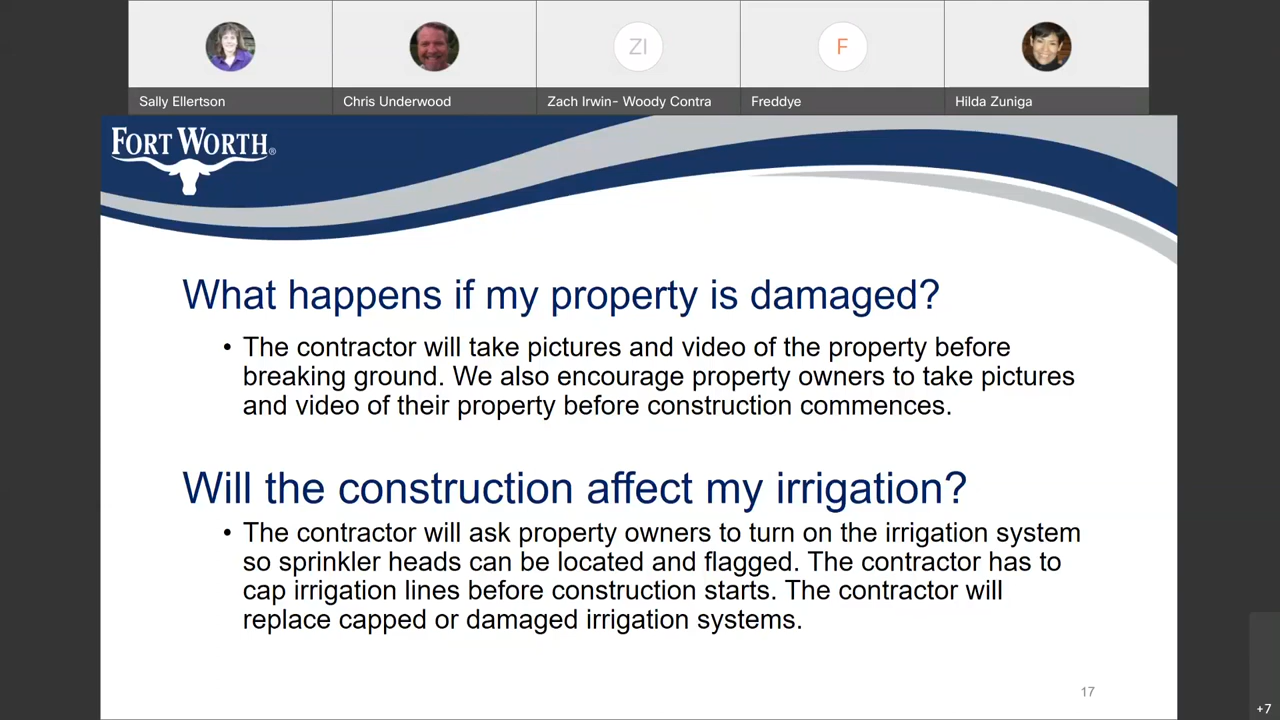 ZI
F
Sally Ellertson
Chris Underwood
Zach Irwin- Woody Contra
Freddye
Hilda Zuniga
FORT WORTH®
What happens if my property is damaged?
• The contractor will take pictures and video of the property before
breaking ground. We also encourage property owners to take pictures
and video of their property before construction commences.
Will the construction affect my irrigation?
• The contractor will ask property owners to turn on the irrigation system
so sprinkler heads can be located and flagged. The contractor has to
cap irrigation lines before construction starts. The contractor will
replace capped or damaged irrigation systems.
17
+7